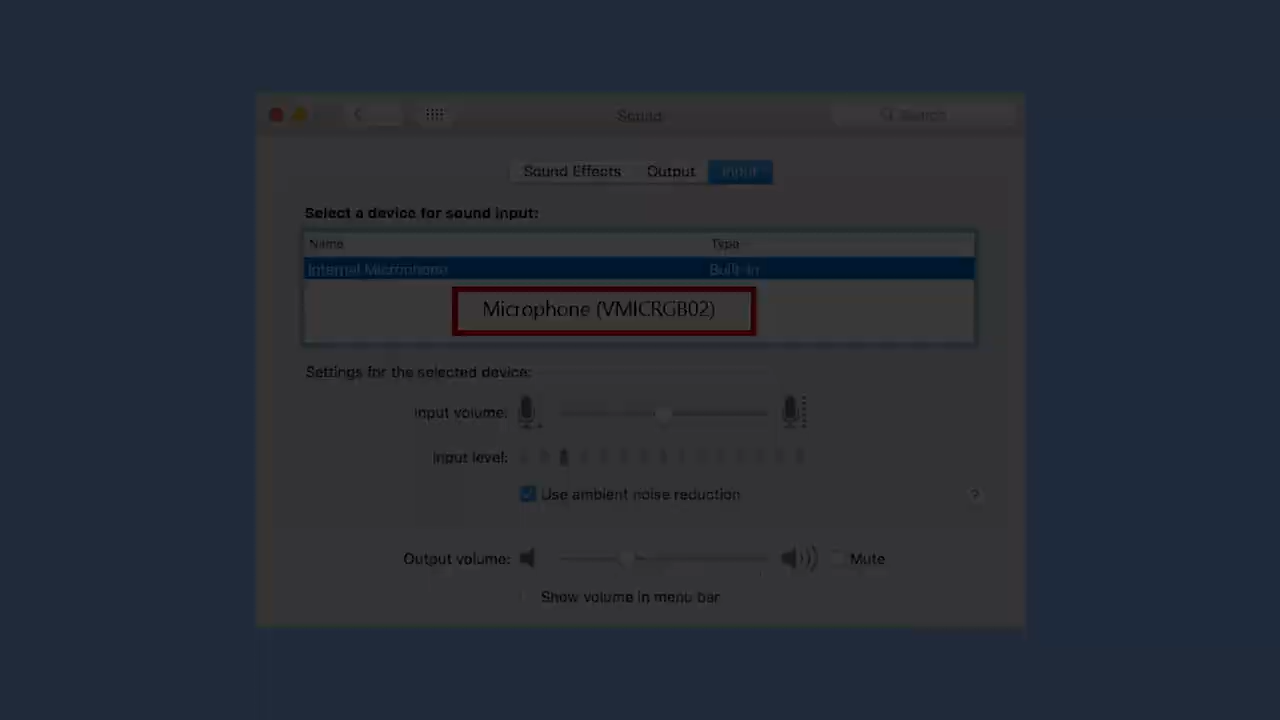 Sound
Search
Sound Effects Output Input
Select a device for sound input:
Name Type
Internal Microphone Built-in
Microphone (VMICRGB02)
Settings for the selected device:
Input volume:
Input level:
Use ambient noise reduction ?
Output volume: Mute
Show volume in menu bar